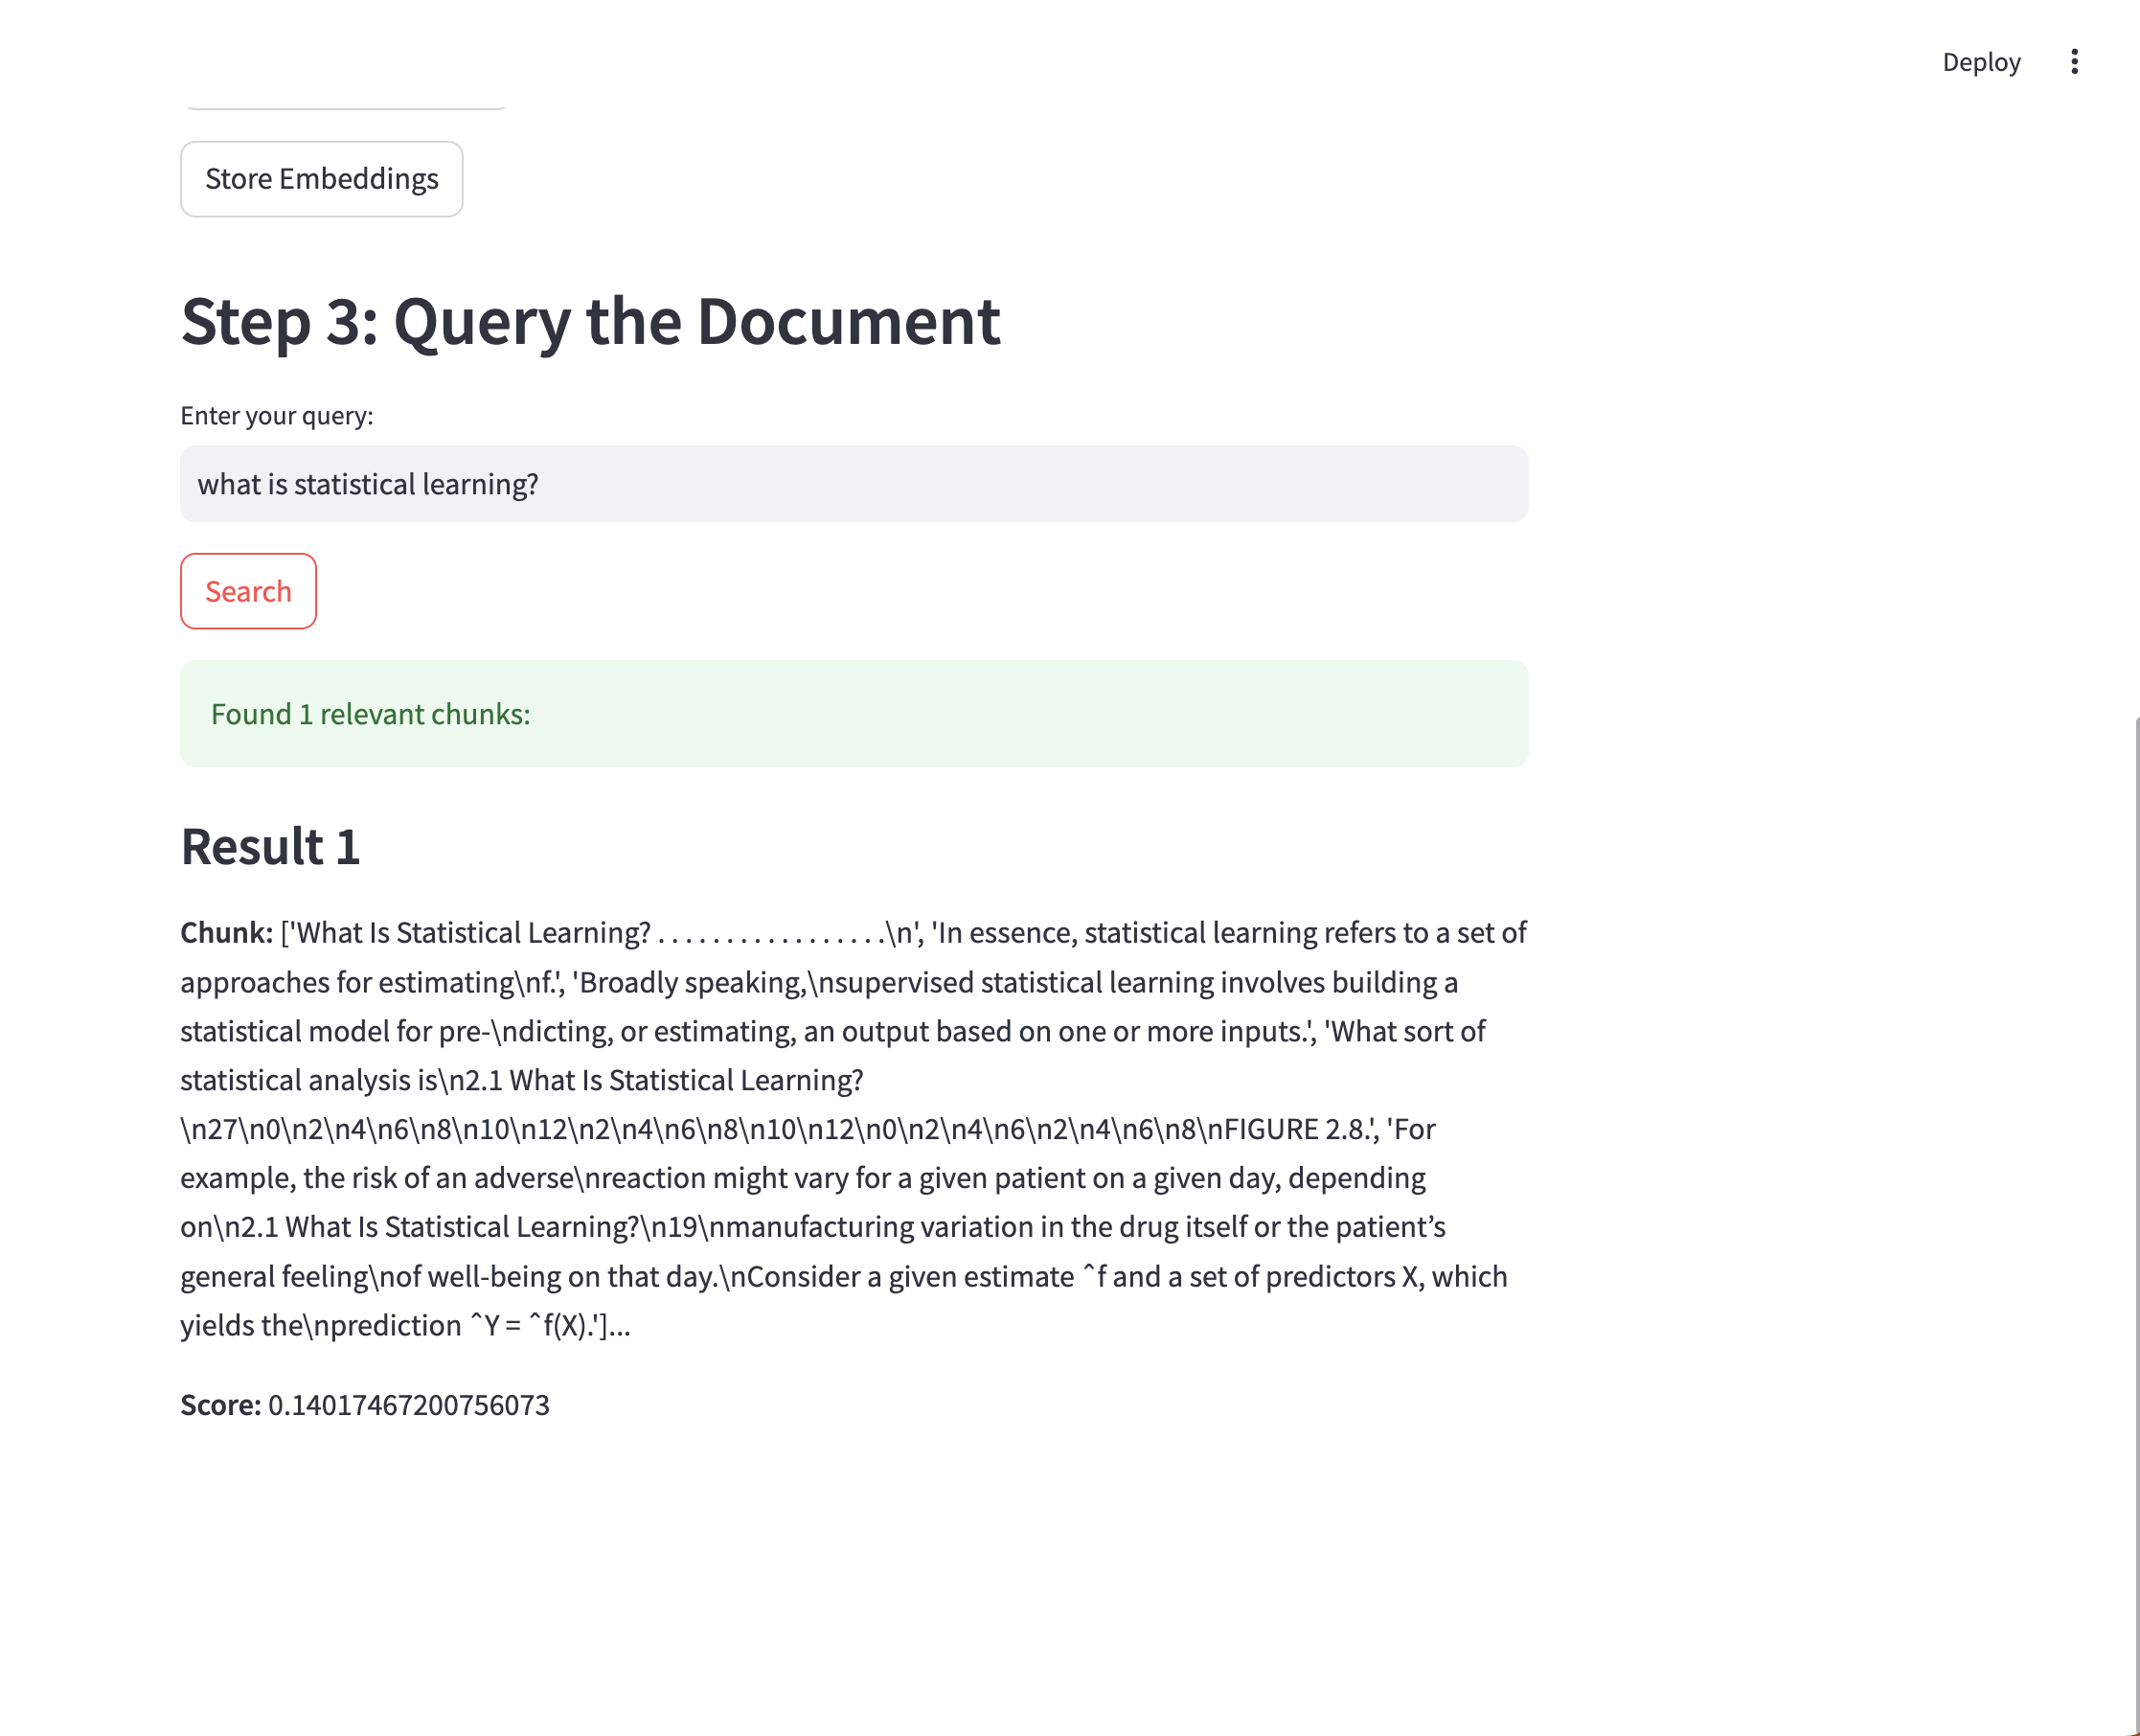 Deploy
Store Embeddings
Step 3: Query the Document
Enter your query:
what is statistical learning?
Search
Found 1 relevant chunks:
Result 1
Chunk: ['What Is Statistical Learning? . . . . . . . . . . . . . . . . .\n', 'In essence, statistical learning refers to a set of
approaches for estimating\nf.', 'Broadly speaking,\nsupervised statistical learning involves building a
statistical model for pre-\ndicting, or estimating, an output based on one or more inputs.', 'What sort of
statistical analysis is\n2.1 What Is Statistical Learning?
\n27\n0\n2\n4\n6\n8\n10\n12\n2\n4\n6\n8\n10\n12\n0\n2\n4\n6\n2\n4\n6\n8\nFIGURE 2.8.', 'For
example, the risk of an adverse\nreaction might vary for a given patient on a given day, depending
on\n2.1 What Is Statistical Learning?\n19\nmanufacturing variation in the drug itself or the patient’s
general feeling\nof well-being on that day.\nConsider a given estimate ˆf and a set of predictors X, which
yields the\nprediction ˆY = ˆf(X).']...
Score: 0.14017467200756073